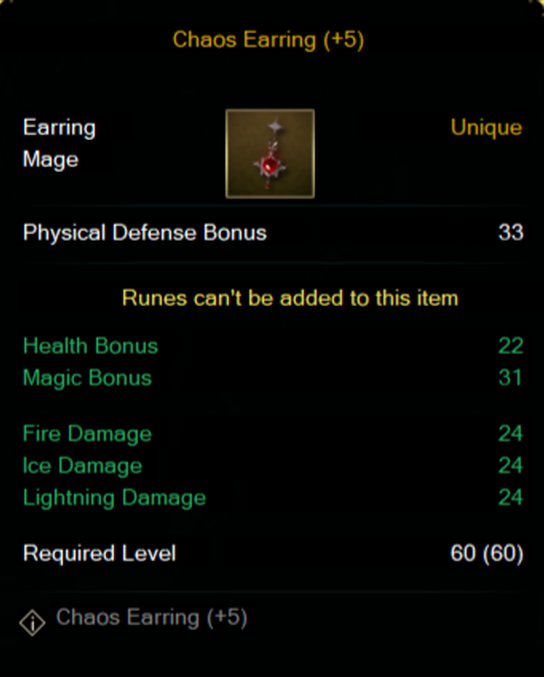 Chaos Earring (+5)
Earring
Unique
Mage
Physical Defense Bonus 33
Runes can't be added to this item
Health Bonus 22
Magic Bonus 31
Fire Damage 24
Ice Damage 24
Lightning Damage 24
Required Level 60 (60)
Chaos Earring (+5)